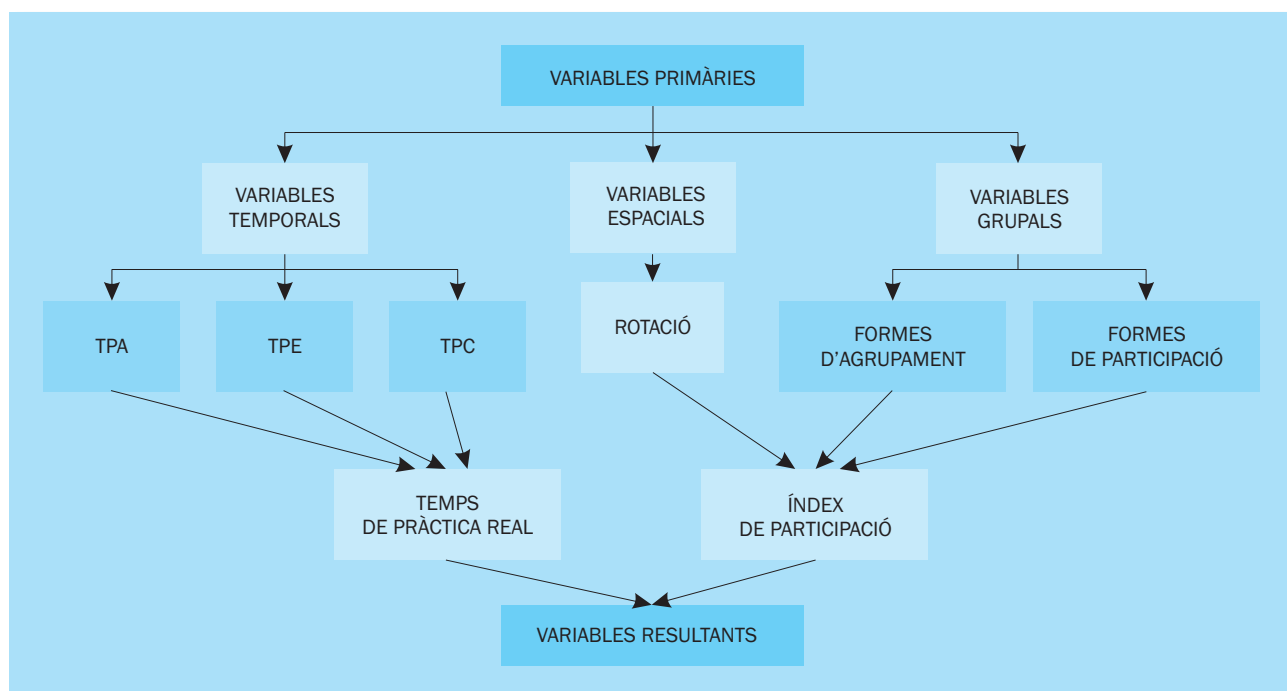 VARIABLES PRIMÀRIES
VARIABLES
TEMPORALS
VARIABLES
ESPACIALS
VARIABLES
GRUPALS
TPA
TPE
TPC
ROTACIÓ
FORMES
D'AGRUPAMENT
FORMES
DE PARTICIPACIÓ
TEMPS
DE PRÀCTICA REAL
ÍNDEX
DE PARTICIPACIÓ
VARIABLES RESULTANTS